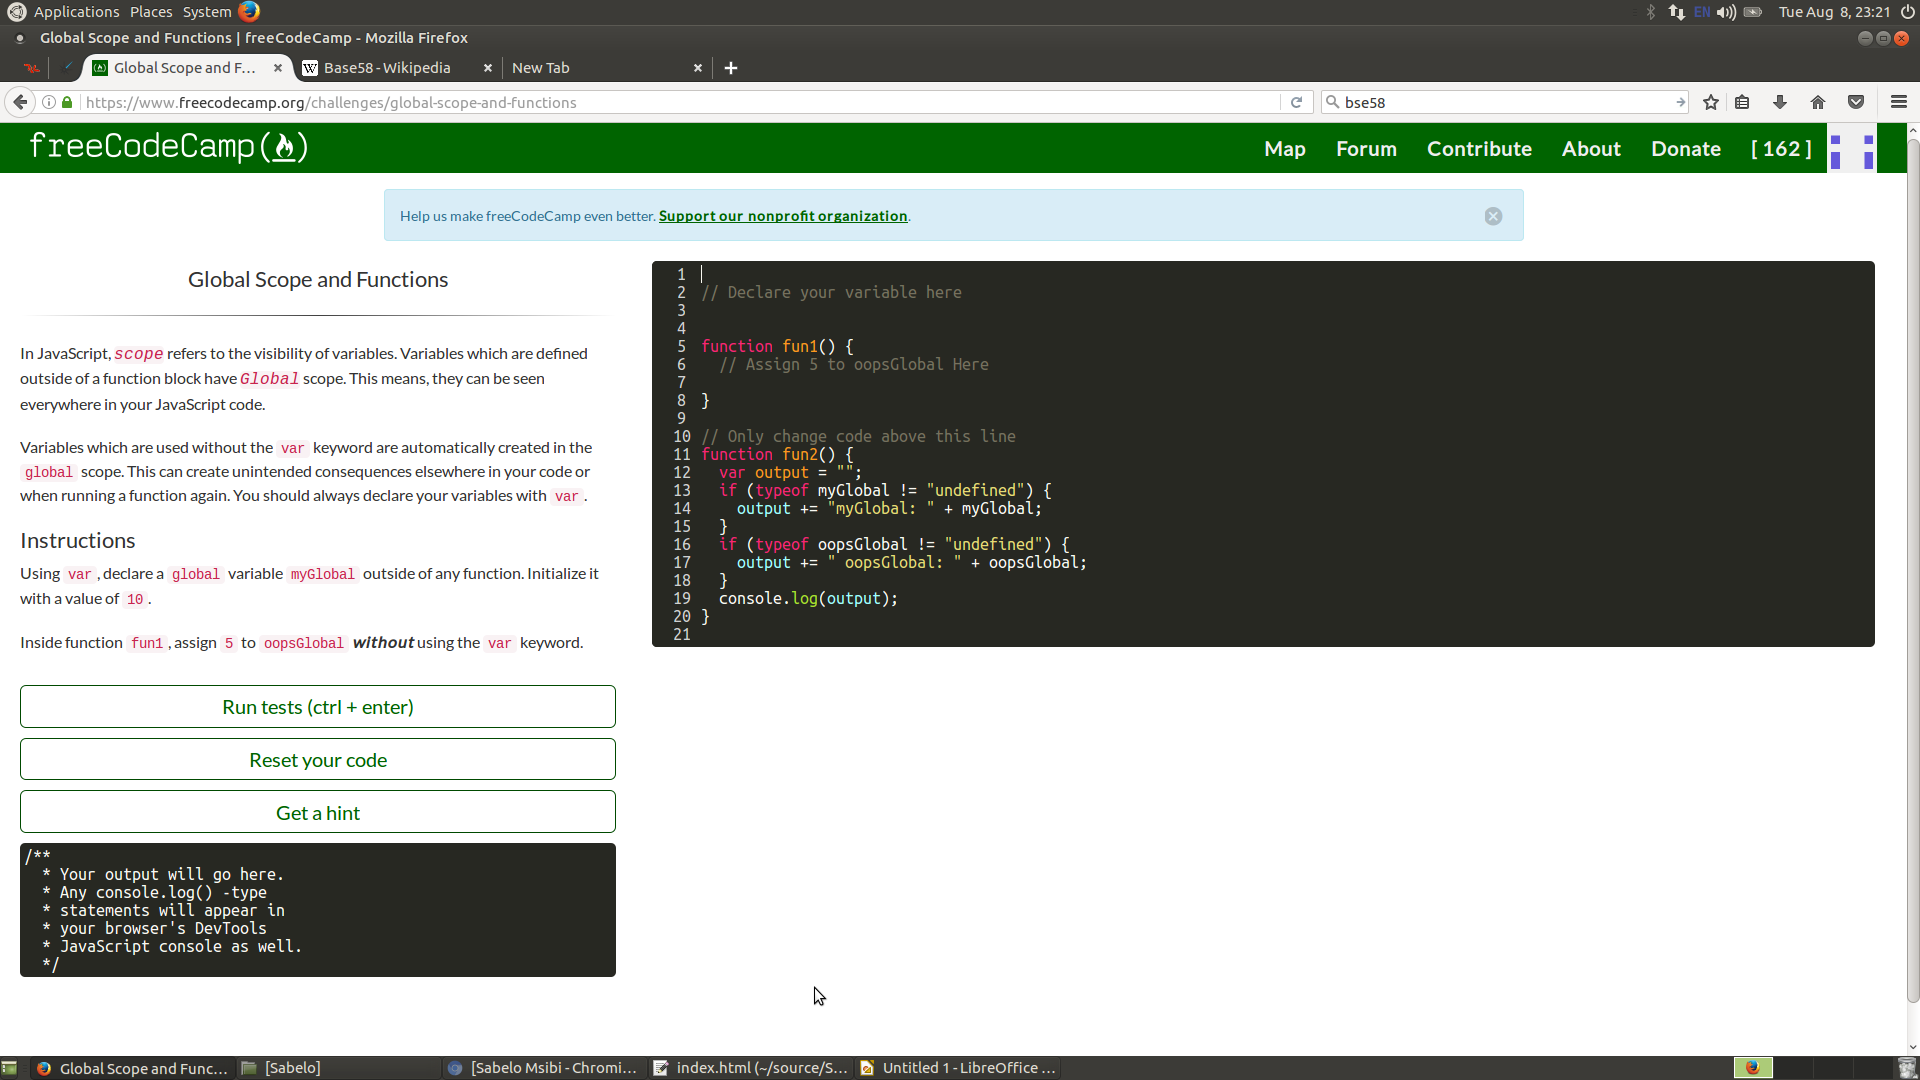 Applications Places System
EN Tue Aug 8, 23:21
Global Scope and Functions | freeCodeCamp - Mozilla Firefox
Global Scope and F... × Base58 - Wikipedia × New Tab × +
https://www.freecodecamp.org/challenges/global-scope-and-functions bse58
freeCodeCamp(🔥) Map Forum Contribute About Donate [ 162 ]
Help us make freeCodeCamp even better. Support our nonprofit organization.
Global Scope and Functions
In JavaScript, scope refers to the visibility of variables. Variables which are defined
outside of a function block have Global scope. This means, they can be seen
everywhere in your JavaScript code.
Variables which are used without the var keyword are automatically created in the
global scope. This can create unintended consequences elsewhere in your code or
when running a function again. You should always declare your variables with var.
Instructions
Using var, declare a global variable myGlobal outside of any function. Initialize it
with a value of 10.
Inside function fun1, assign 5 to oopsGlobal without using the var keyword.
Run tests (ctrl + enter)
Reset your code
Get a hint
/**
* Your output will go here.
* Any console.log() -type
* statements will appear in
* your browser's DevTools
* JavaScript console as well.
*/
1
2 // Declare your variable here
3
4
5 function fun1() {
6 // Assign 5 to oopsGlobal Here
7
8 }
9
10 // Only change code above this line
11 function fun2() {
12 var output = "";
13 if (typeof myGlobal != "undefined") {
14 output += "myGlobal: " + myGlobal;
15 }
16 if (typeof oopsGlobal != "undefined") {
17 output += " oopsGlobal: " + oopsGlobal;
18 }
19 console.log(output);
20 }
21
Global Scope and Func... [Sabelo] [Sabelo Msibi - Chromi... index.html (~/source/S... Untitled 1 - LibreOffice ...